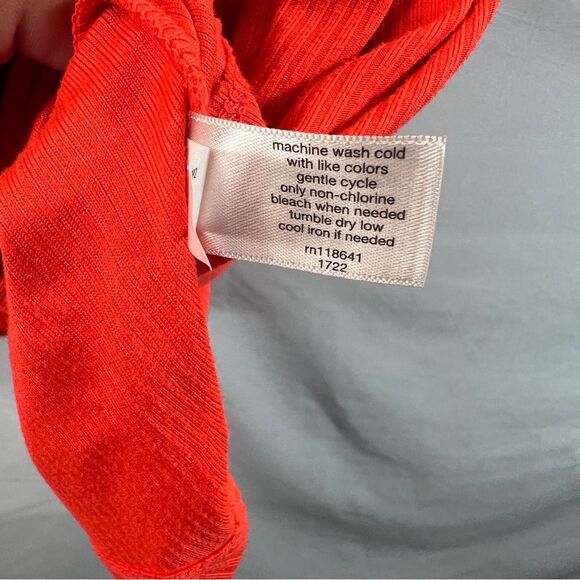 machine wash cold
with like colors
gentle cycle
only non-chlorine
bleach when needed
tumble dry low
cool iron if needed
rn118641
1722